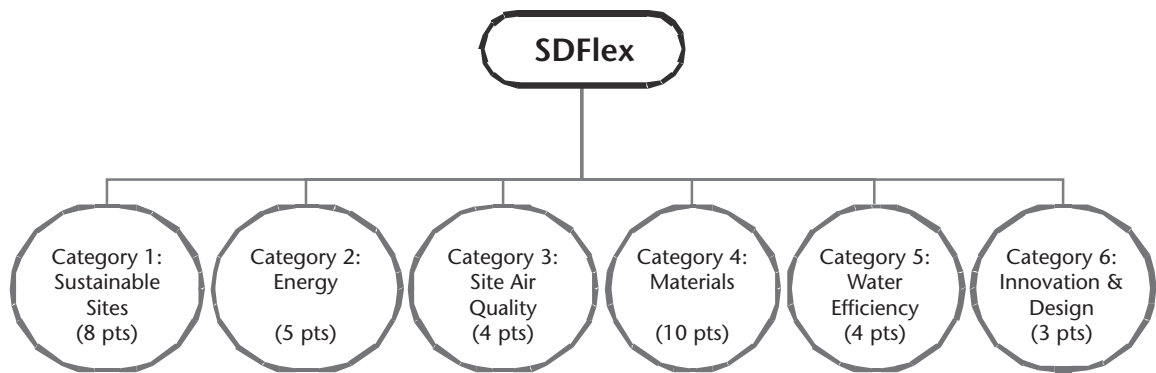 SDFlex
Category 1:
Sustainable
Sites
(8 pts)
Category 2:
Energy
(5 pts)
Category 3:
Site Air
Quality
(4 pts)
Category 4:
Materials
(10 pts)
Category 5:
Water
Efficiency
(4 pts)
Category 6:
Innovation &
Design
(3 pts)